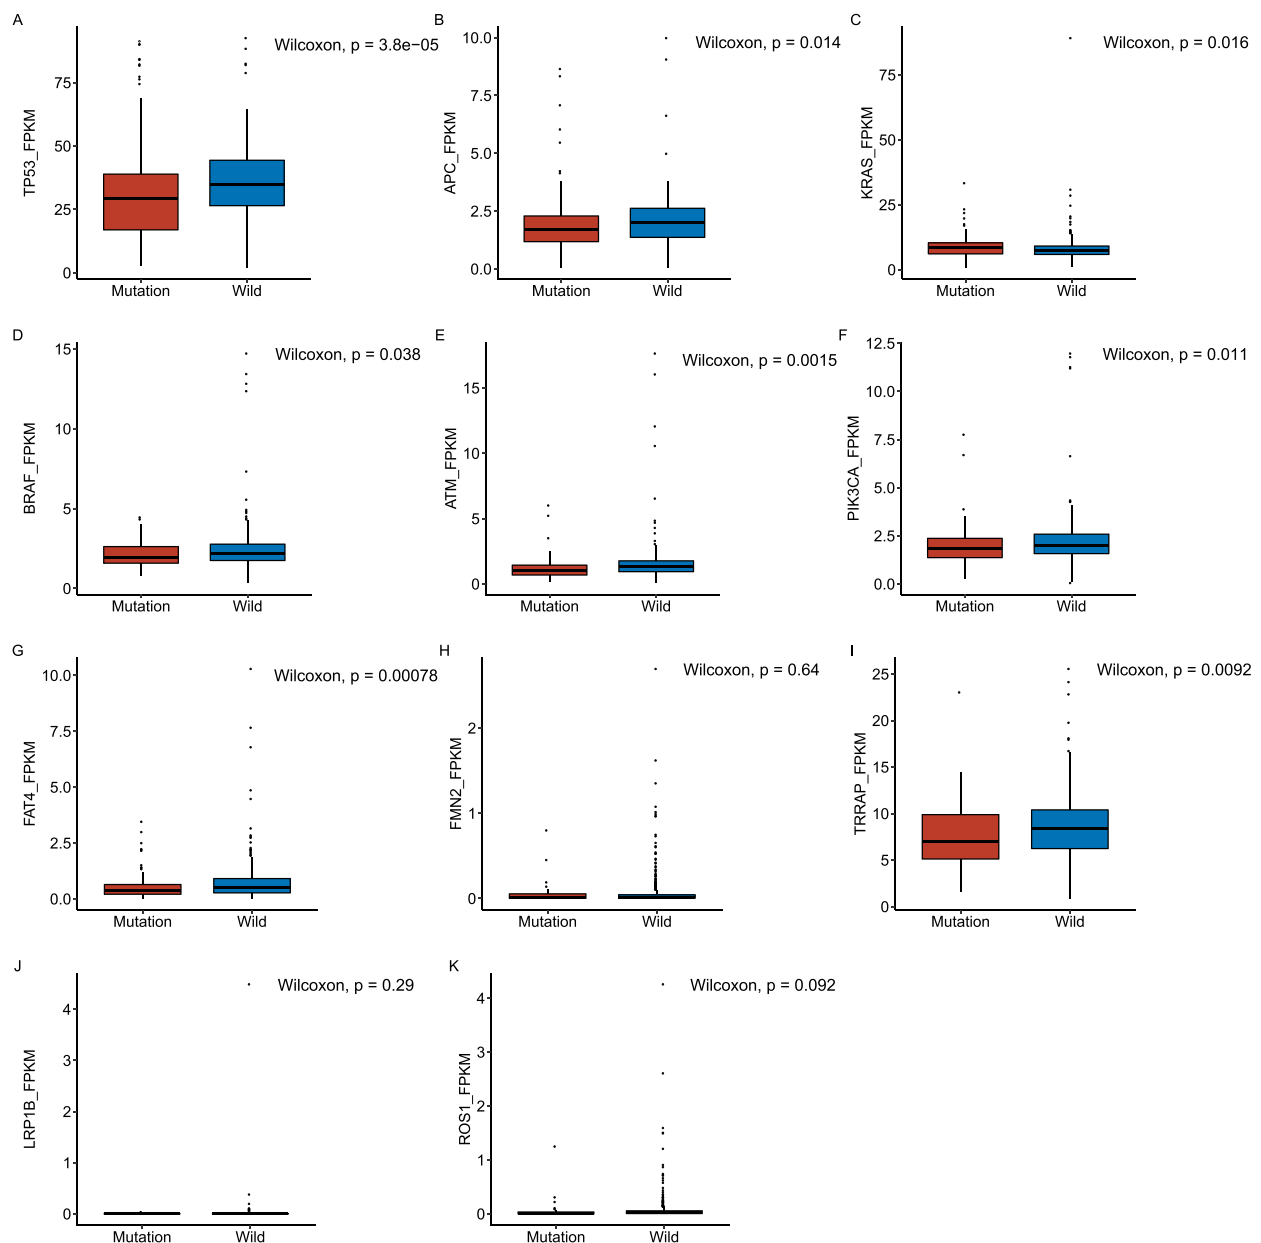 A
Wilcoxon, p = 3.8e−05
TP53_FPKM
75
50
25
0
Mutation
Wild
B
Wilcoxon, p = 0.014
APC_FPKM
10.0
7.5
5.0
2.5
0.0
Mutation
Wild
C
Wilcoxon, p = 0.016
KRAS_FPKM
75
50
25
0
Mutation
Wild
D
Wilcoxon, p = 0.038
BRAF_FPKM
15
10
5
0
Mutation
Wild
E
Wilcoxon, p = 0.0015
ATM_FPKM
15
10
5
0
Mutation
Wild
F
Wilcoxon, p = 0.011
PIK3CA_FPKM
12.5
10.0
7.5
5.0
2.5
0.0
Mutation
Wild
G
Wilcoxon, p = 0.00078
FAT4_FPKM
10.0
7.5
5.0
2.5
0.0
Mutation
Wild
H
Wilcoxon, p = 0.64
FMN2_FPKM
2
1
0
Mutation
Wild
I
Wilcoxon, p = 0.0092
TRRAP_FPKM
25
20
15
10
5
0
Mutation
Wild
J
Wilcoxon, p = 0.29
LRP1B_FPKM
4
3
2
1
0
Mutation
Wild
K
Wilcoxon, p = 0.092
ROS1_FPKM
4
3
2
1
0
Mutation
Wild